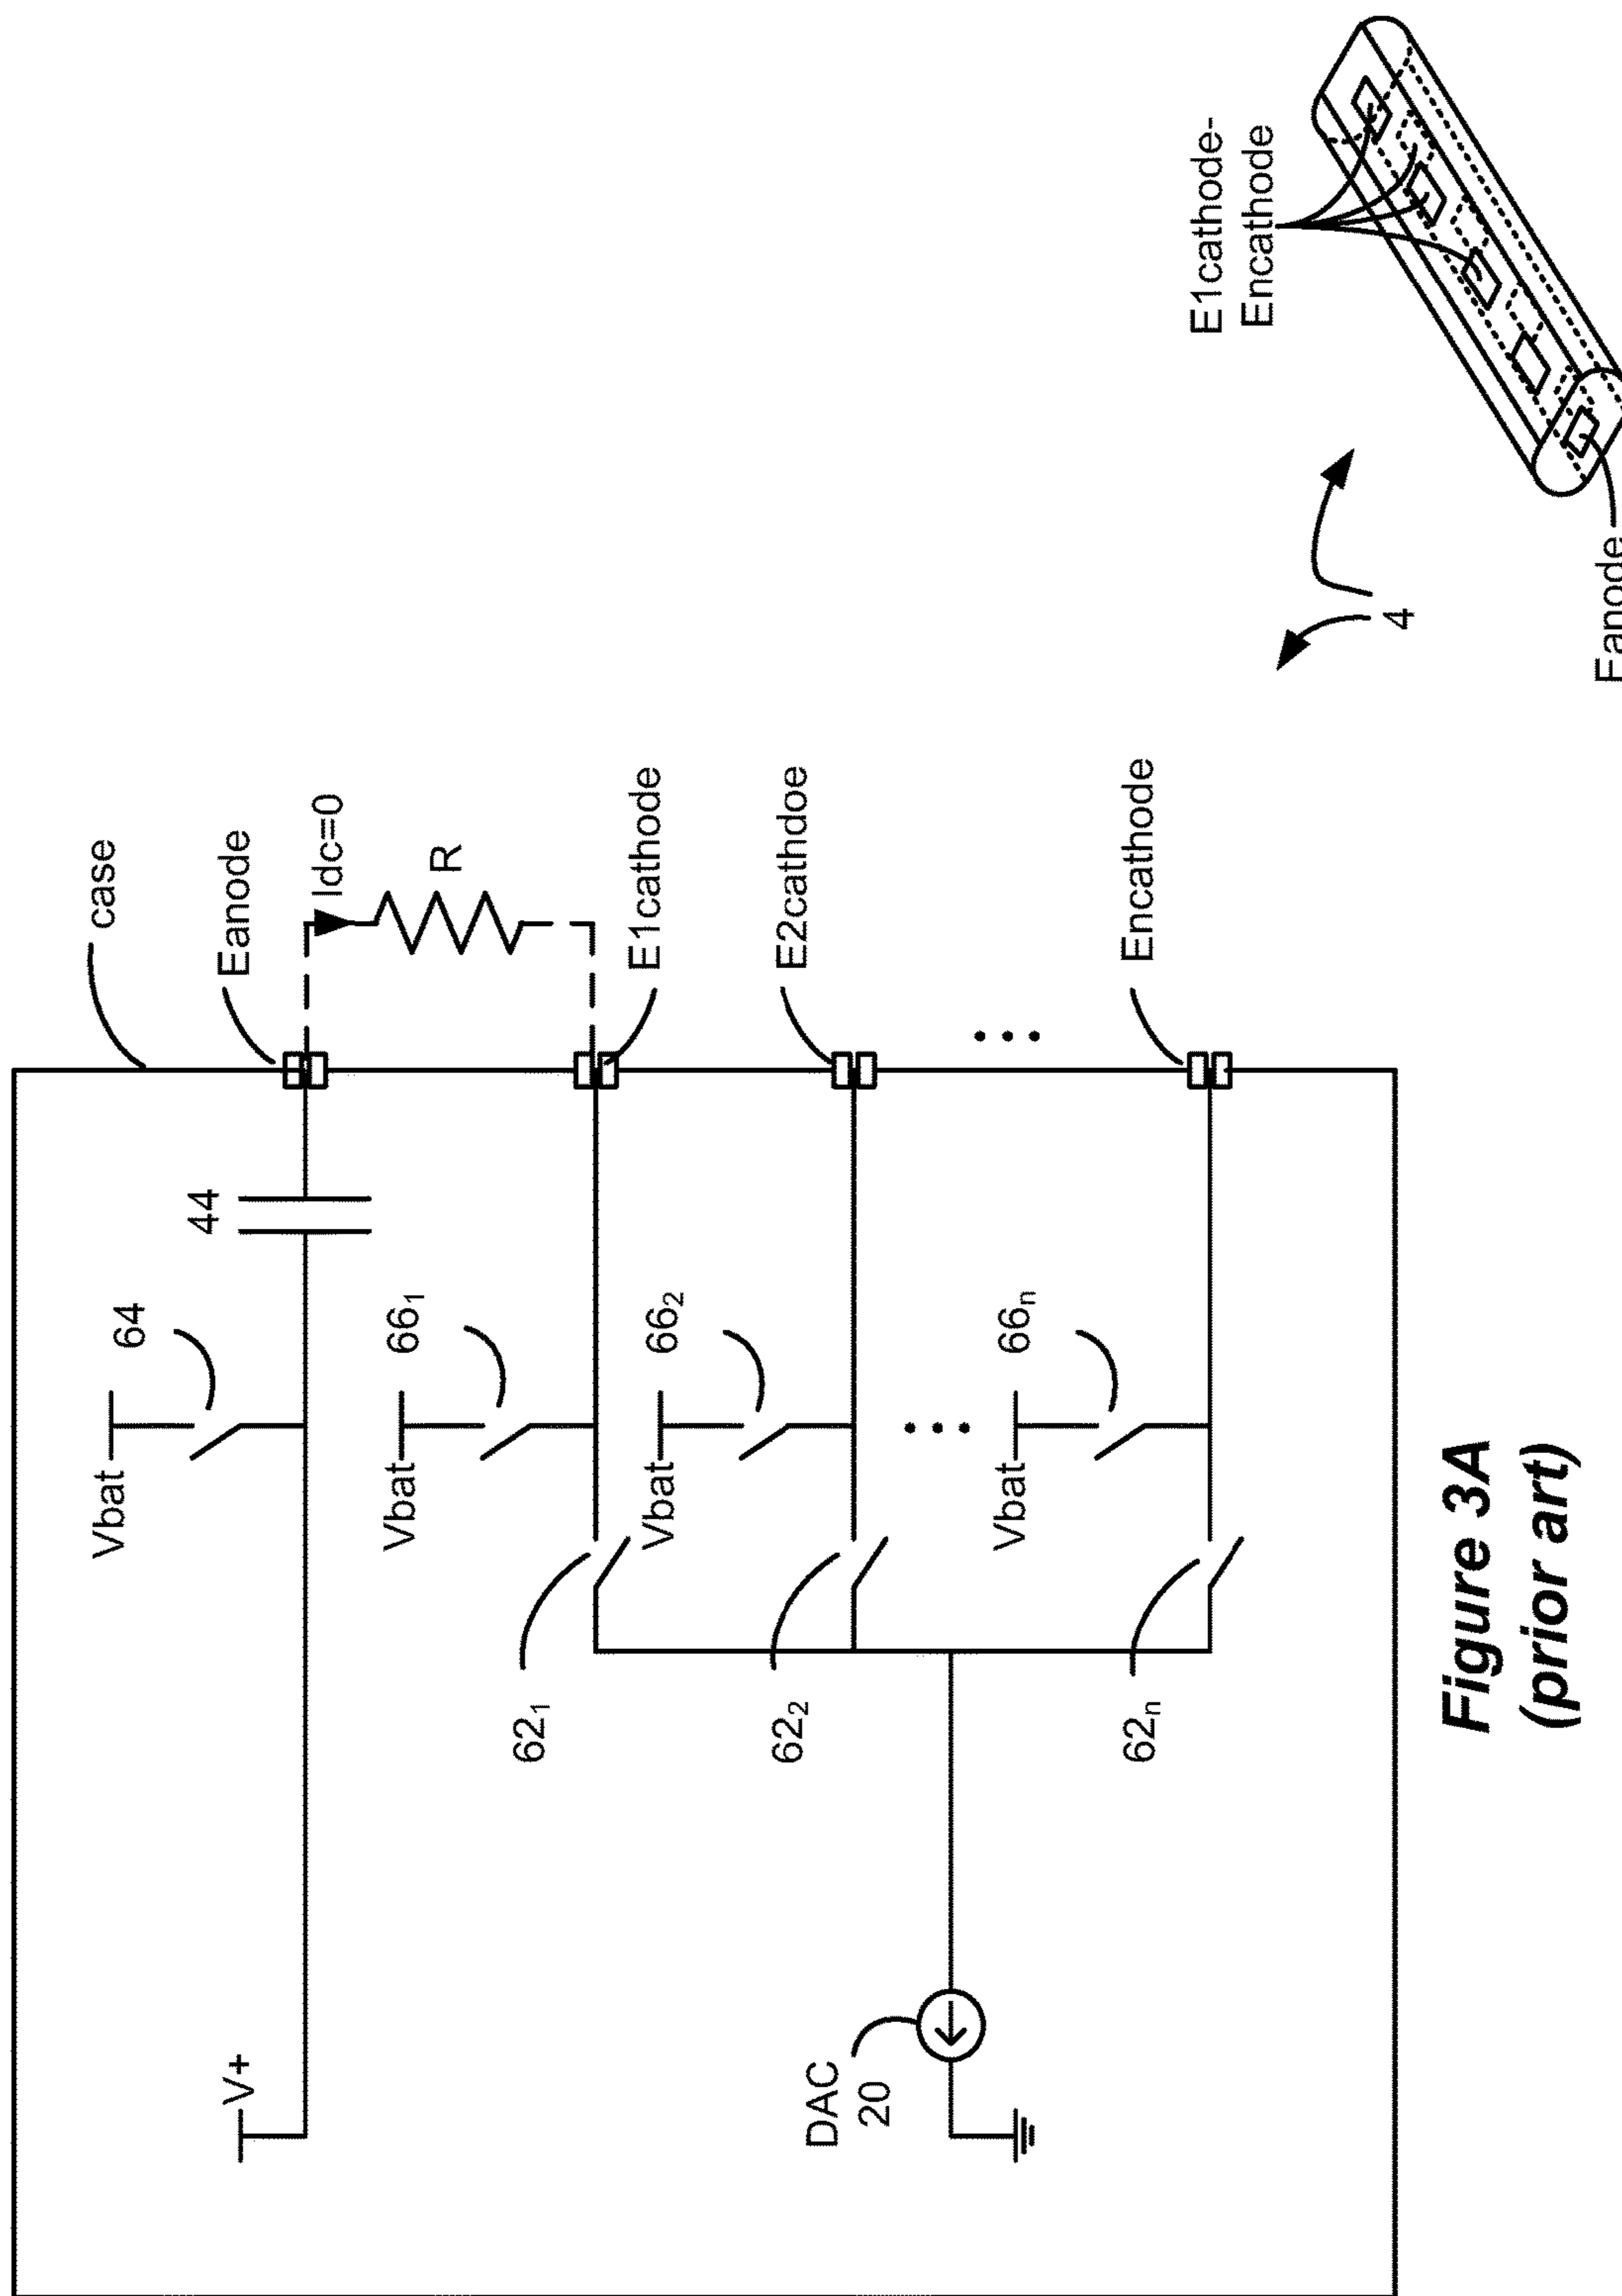 case
Eanode
Idc=0
R
E1cathode
E2cathdoe
Encathode
44
64
Vbat
66₁
Vbat
66₂
Vbat
66ₙ
Vbat
62₁
62₂
62ₙ
V+
DAC
20
E1cathode-
Encathode
4
Eanode
Figure 3A
(prior art)